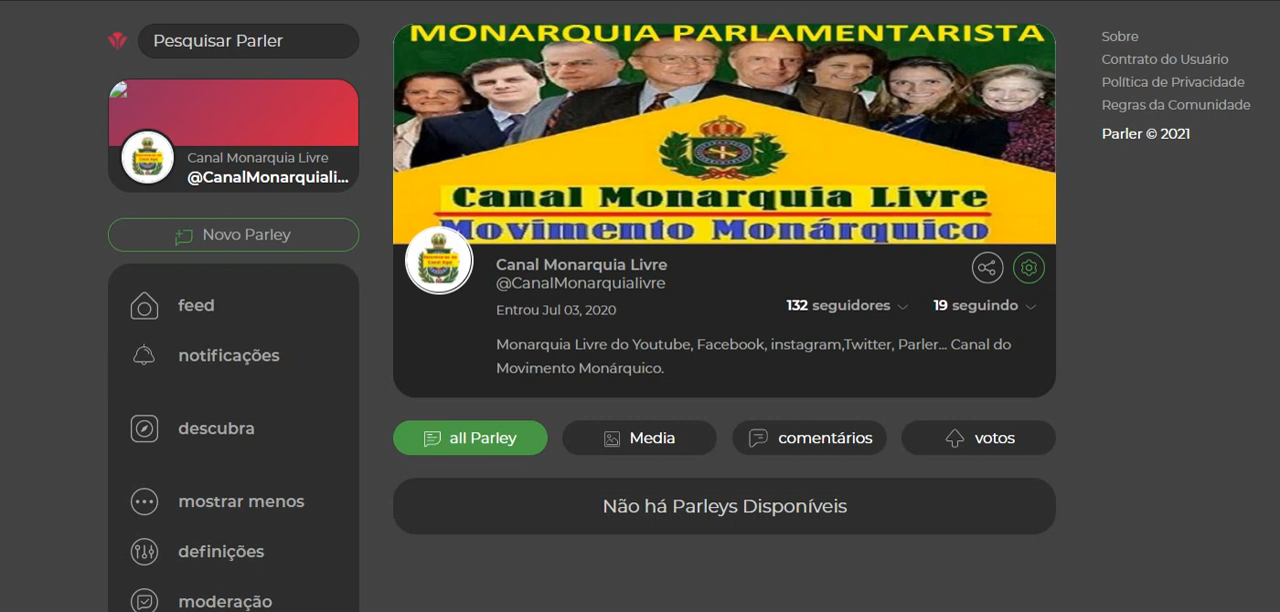 Pesquisar Parler
Canal Monarquia Livre
@CanalMonarquiali...
Novo Parley
feed
notificações
descubra
mostrar menos
definições
moderação
MONARQUIA PARLAMENTARISTA
Canal Monarquia Livre
Movimento Monárquico
Canal Monarquia Livre
@CanalMonarquialivre
Entrou Jul 03, 2020
132 seguidores
19 seguindo
Monarquia Livre do Youtube, Facebook, instagram,Twitter, Parler... Canal do
Movimento Monárquico.
all Parley
Media
comentários
votos
Não há Parleys Disponíveis
Sobre
Contrato do Usuário
Política de Privacidade
Regras da Comunidade
Parler © 2021